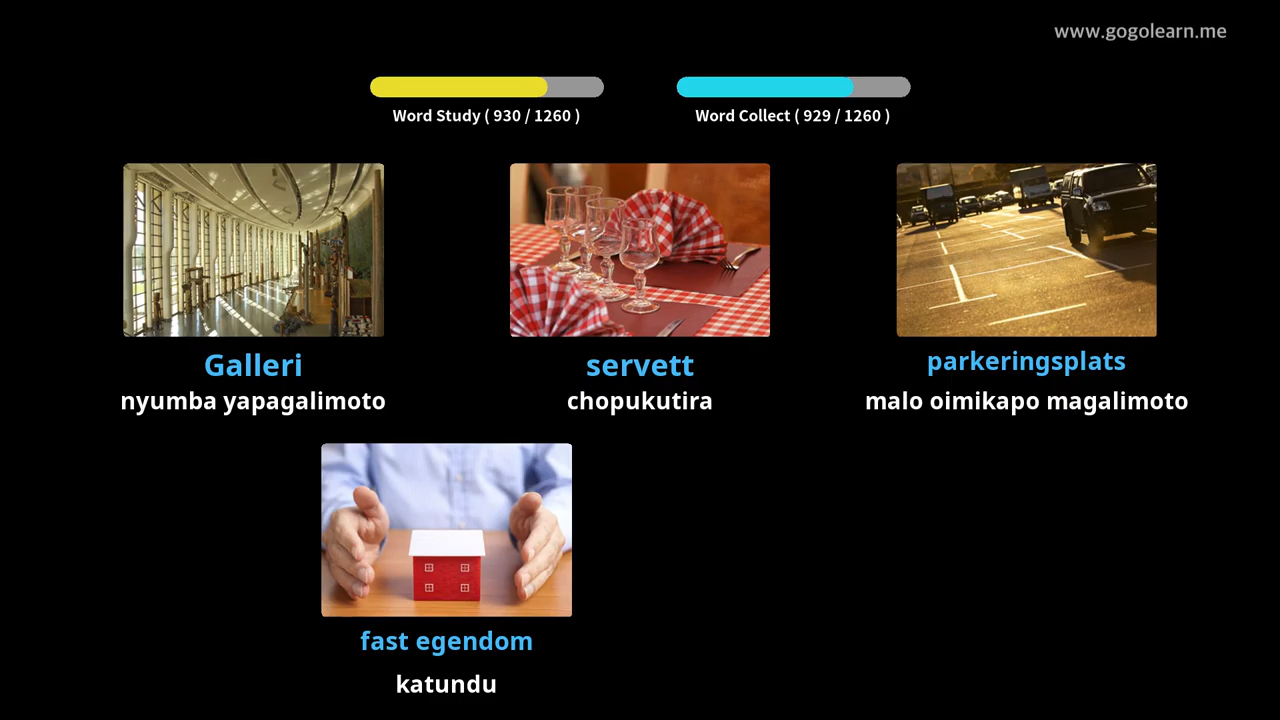 www.gogolearn.me
Word Study ( 930 / 1260 )
Word Collect ( 929 / 1260 )
Galleri
nyumba yapagalimoto
servett
chopukutira
parkeringsplats
malo oimikapo magalimoto
fast egendom
katundu